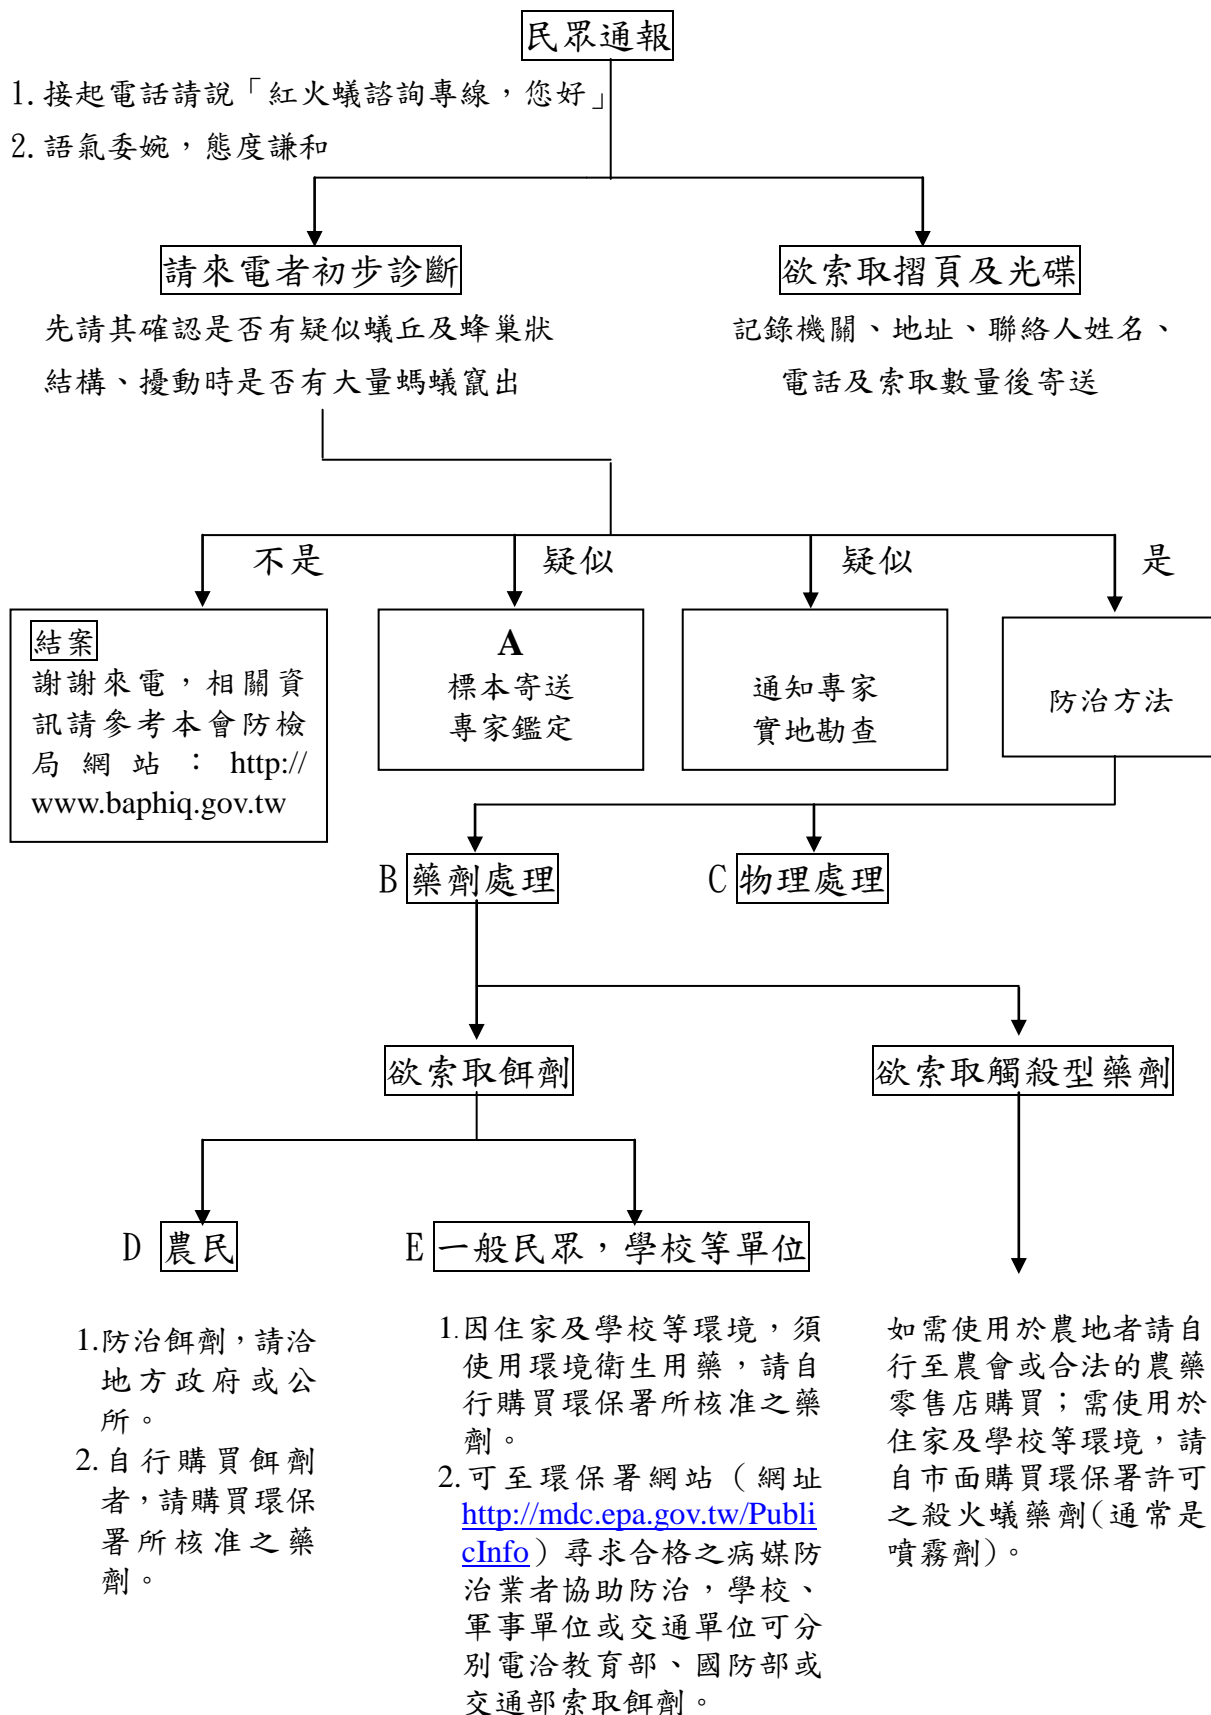 民眾通報
1. 接起電話請說「紅火蟻諮詢專線，您好」
2. 語氣委婉，態度謙和
請來電者初步診斷
先請其確認是否有疑似蟻丘及蜂巢狀
結構、擾動時是否有大量螞蟻竄出
欲索取摺頁及光碟
記錄機關、地址、聯絡人姓名、
電話及索取數量後寄送
不是
疑似
疑似
是
結案
謝謝來電，相關資
訊請參考本會防檢
局網站：http://
www.baphiq.gov.tw
A
標本寄送
專家鑑定
通知專家
實地勘查
防治方法
B 藥劑處理
C 物理處理
欲索取餌劑
欲索取觸殺型藥劑
D 農民
E 一般民眾，學校等單位
1.防治餌劑，請洽
地方政府或公
所。
2.自行購買餌劑
者，請購買環保
署所核准之藥
劑。
1.因住家及學校等環境，須
使用環境衛生用藥，請自
行購買環保署所核准之藥
劑。
2.可至環保署網站（網址
http://mdc.epa.gov.tw/Publi
cInfo）尋求合格之病媒防
治業者協助防治，學校、
軍事單位或交通單位可分
別電洽教育部、國防部或
交通部索取餌劑。
如需使用於農地者請自
行至農會或合法的農藥
零售店購買；需使用於
住家及學校等環境，請
自市面購買環保署許可
之殺火蟻藥劑(通常是
噴霧劑)。